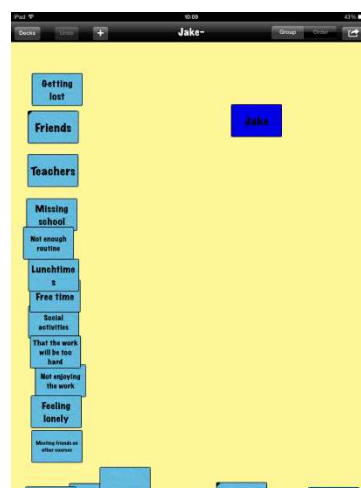 iPad
10:09
43%
Decks
Undo
+
Jake-
Group
Order
Getting
lost
Friends
Jake
Teachers
Missing
school
Not enough
routine
Lunchtime
s
Free time
Social
activities
That the work
will be too
hard
Not enjoying
the work
Feeling
lonely
Meeting friends on
other courses